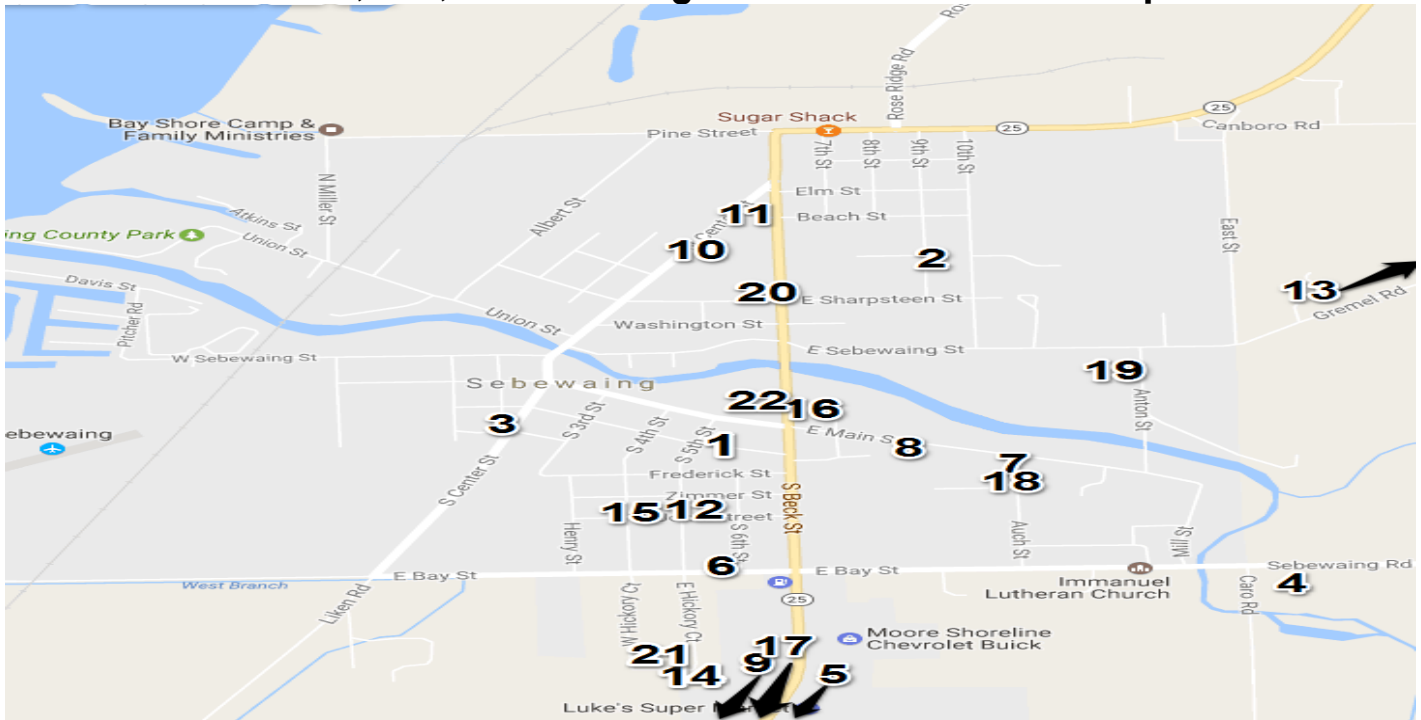 Sugar Shack
Bay Shore Camp &
Family Ministries
Pine Street
25
25
Canboro Rd
Rose Ridge Rd
7th St
8th St
9th St
10th St
N Miller St
Elm St
Beach St
11
Albert St
Atkins St
Union St
ing County Park
10
2
East St
13
Gremel Rd
Davis St
Pitcher Rd
20
E Sharpsteen St
Union St
Washington St
W Sebewaing St
E Sebewaing St
19
Sebewaing
Anton St
22
16
3
S 3rd St
S 4th St
S 5th St
1
E Main S
8
7
18
ebewaing
S Center St
Frederick St
Zimmer St
15
12
treet
S Beck St
Henry St
S 6th St
Auch St
S Mill St
6
E Bay St
E Bay St
Sebewaing Rd
West Branch
Liken Rd
Immanuel
Lutheran Church
4
Caro Rd
25
W Hickory Ct
E Hickory Ct
Moore Shoreline
Chevrolet Buick
21
14
17
9
5
Luke's Super